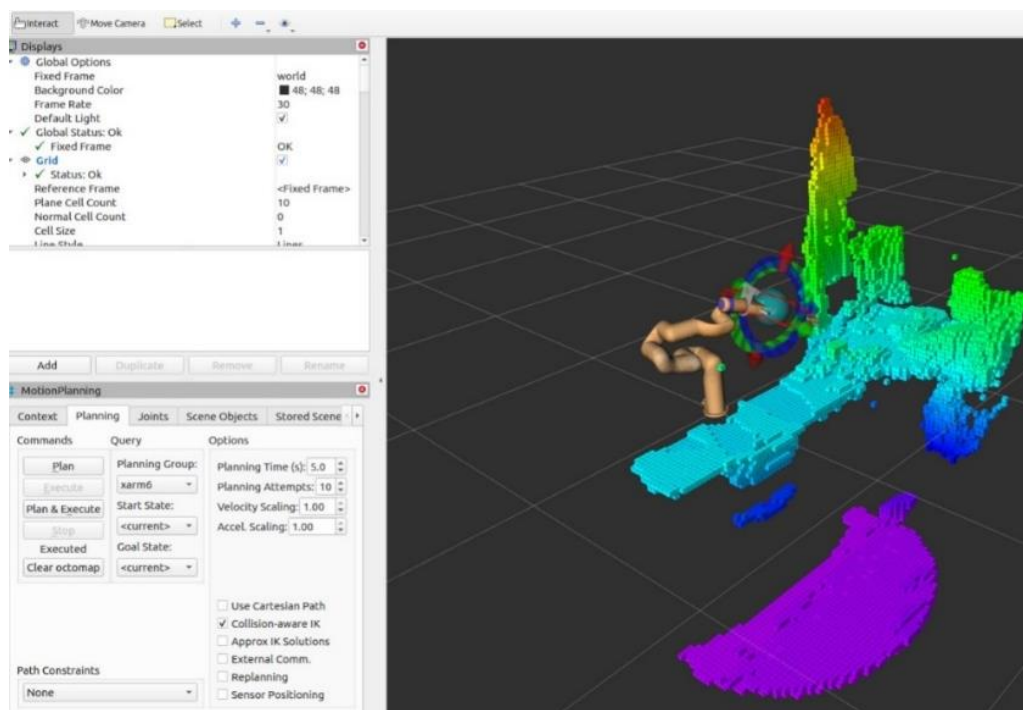 Interact Move Camera Select
Displays
Global Options
Fixed Frame world
Background Color 48; 48; 48
Frame Rate 30
Default Light
Global Status: Ok
Fixed Frame OK
Grid
Status: Ok
Reference Frame <Fixed Frame>
Plane Cell Count 10
Normal Cell Count 0
Cell Size 1
Line Style Lines
Add Duplicate Remove Rename
MotionPlanning
Context Planning Joints Scene Objects Stored Scene
Commands Query Options
Plan Planning Group: Planning Time (s): 5.0
Execute xarm6 Planning Attempts: 10
Plan & Execute Start State: Velocity Scaling: 1.00
Stop <current> Accel. Scaling: 1.00
Executed Goal State:
Clear octomap <current>
Use Cartesian Path
Collision-aware IK
Approx IK Solutions
External Comm.
Path Constraints Replanning
None Sensor Positioning